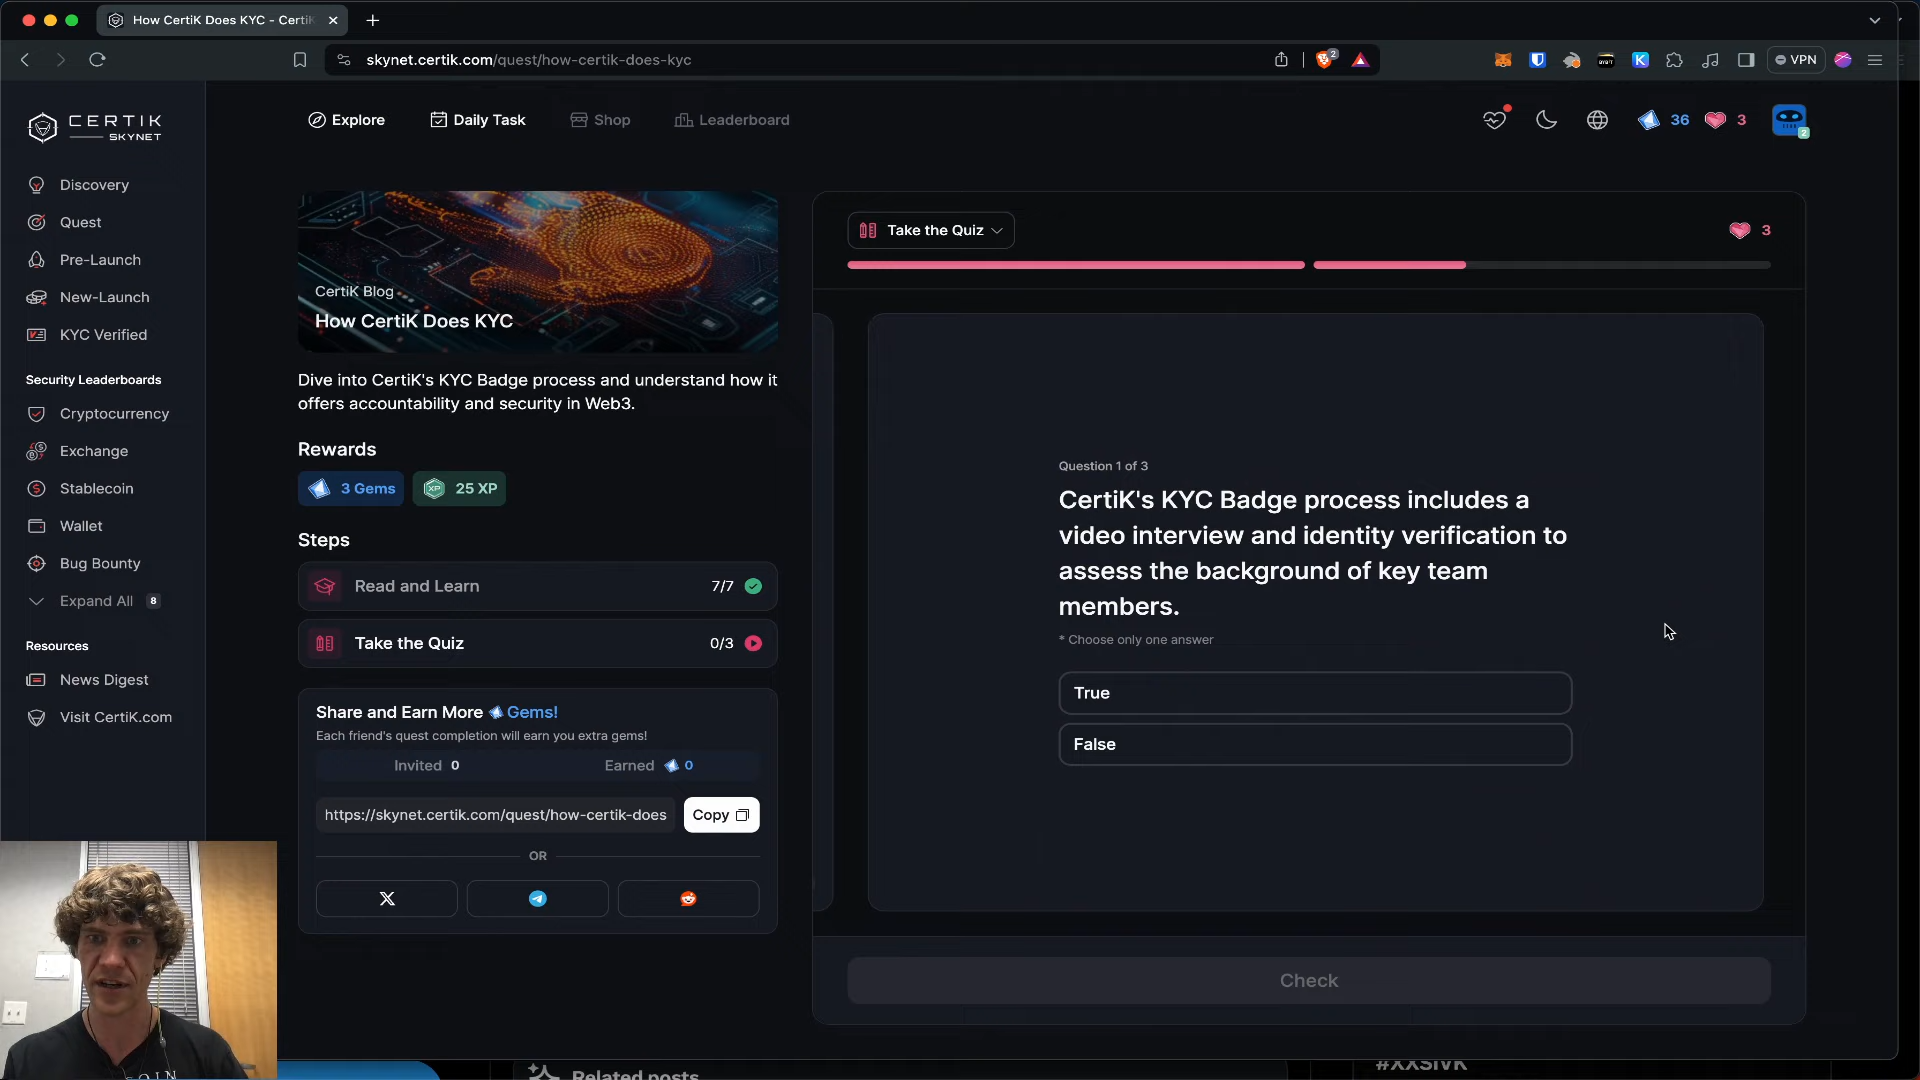 How CertiK Does KYC - CertiK
skynet.certik.com/quest/how-certik-does-kyc
2
VPN
CERTIK
SKYNET
Explore
Daily Task
Shop
Leaderboard
36
3
2
Discovery
Quest
Pre-Launch
New-Launch
KYC Verified
Security Leaderboards
Cryptocurrency
Exchange
Stablecoin
Wallet
Bug Bounty
Expand All 8
Resources
News Digest
Visit CertiK.com
CertiK Blog
How CertiK Does KYC
Dive into CertiK's KYC Badge process and understand how it
offers accountability and security in Web3.
Rewards
3 Gems
XP 25 XP
Steps
Read and Learn 7/7
Take the Quiz 0/3
Share and Earn More Gems!
Each friend's quest completion will earn you extra gems!
Invited 0 Earned 0
https://skynet.certik.com/quest/how-certik-does
Copy
OR
Take the Quiz
3
Question 1 of 3
CertiK's KYC Badge process includes a
video interview and identity verification to
assess the background of key team
members.
* Choose only one answer
True
False
Check
Related posts